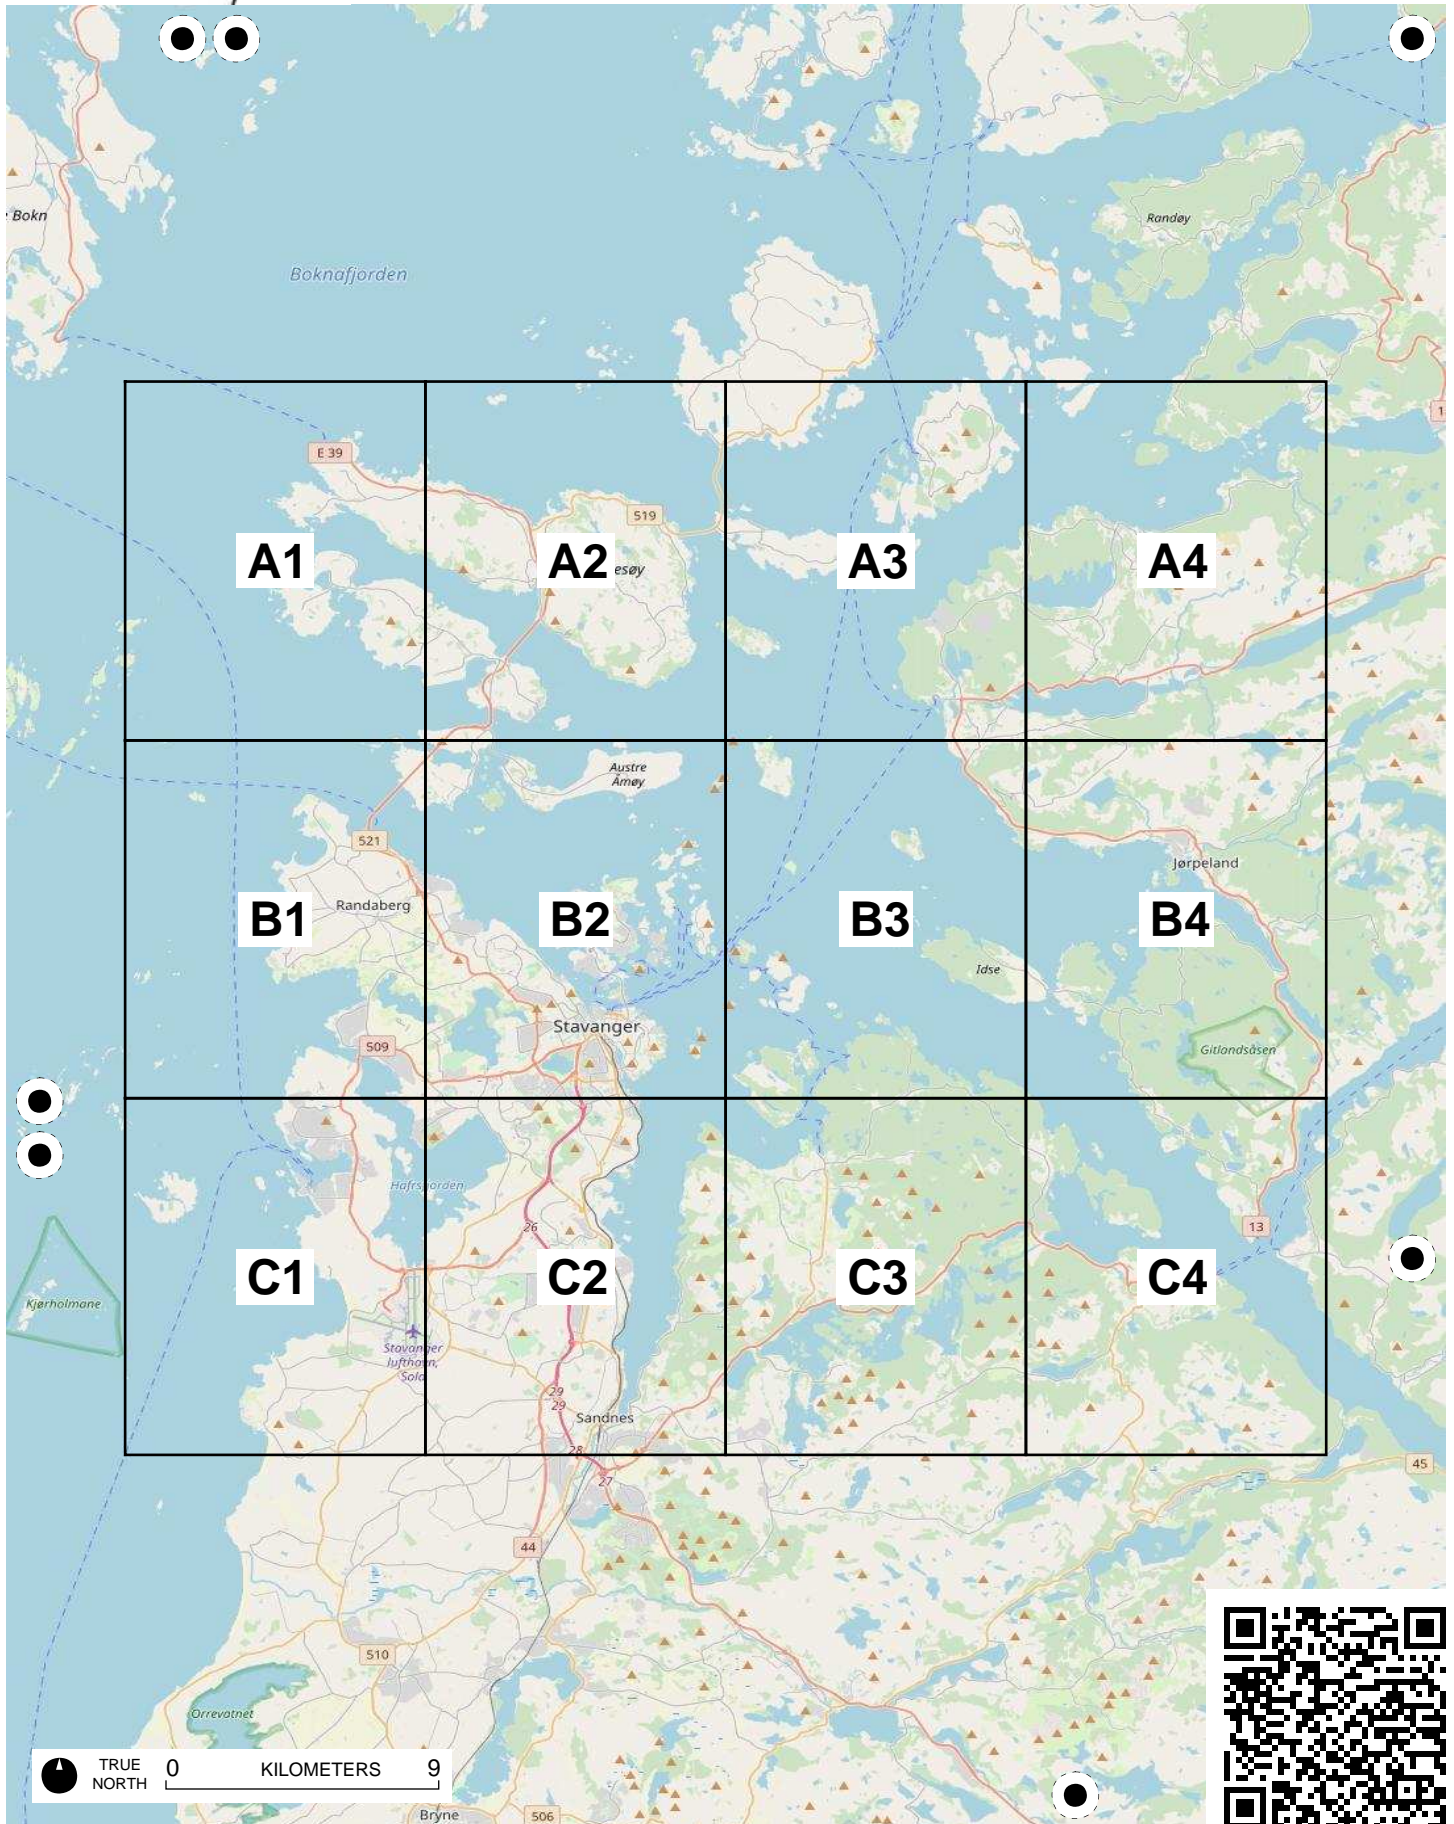 Bokn
Boknafjorden
Randøy
E 39
519
1
A1
A2
esøy
A3
A4
Austre
Åmøy
521
Jørpeland
Randaberg
B1
B2
B3
B4
Idse
Stavanger
509
Gitlandsåsen
Hafrsfjorden
26
13
C1
C2
C3
C4
Kjørholmane
Stavanger
lufthavn,
Sola
29
29
Sandnes
28
27
45
44
510
Orrevatnet
TRUE
NORTH
0 KILOMETERS 9
Bryne
506